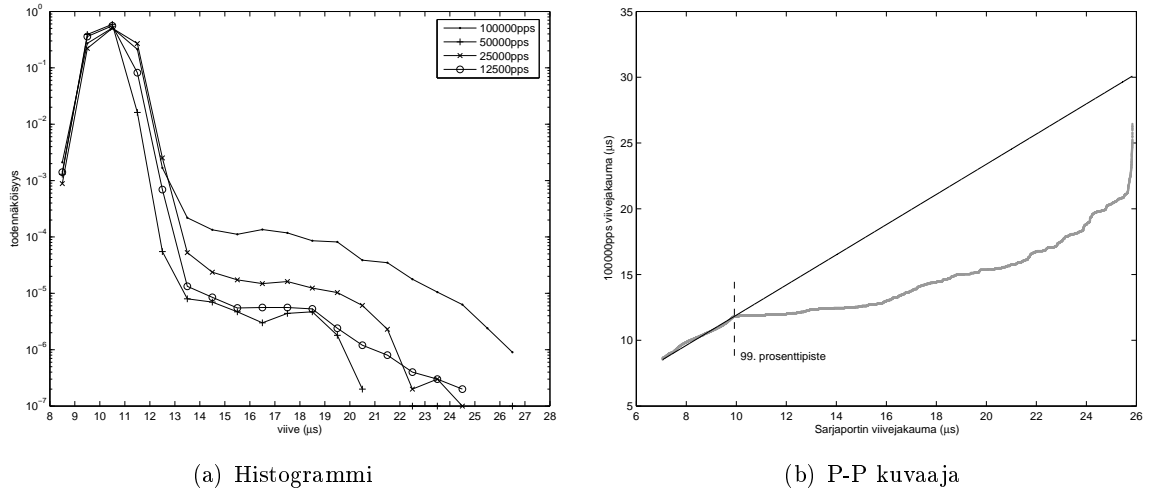 10^0
10^-1
10^-2
10^-3
10^-4
10^-5
10^-6
10^-7
todennäköisyys
8 9 10 11 12 13 14 15 16 17 18 19 20 21 22 23 24 25 26 27 28
viive (μs)
100000pps
50000pps
25000pps
12500pps
(a) Histogrammi
35
30
25
20
15
10
5
100000pps viivejakauma (μs)
99. prosenttipiste
6 8 10 12 14 16 18 20 22 24 26
Sarjaportin viivejakauma (μs)
(b) P-P kuvaaja